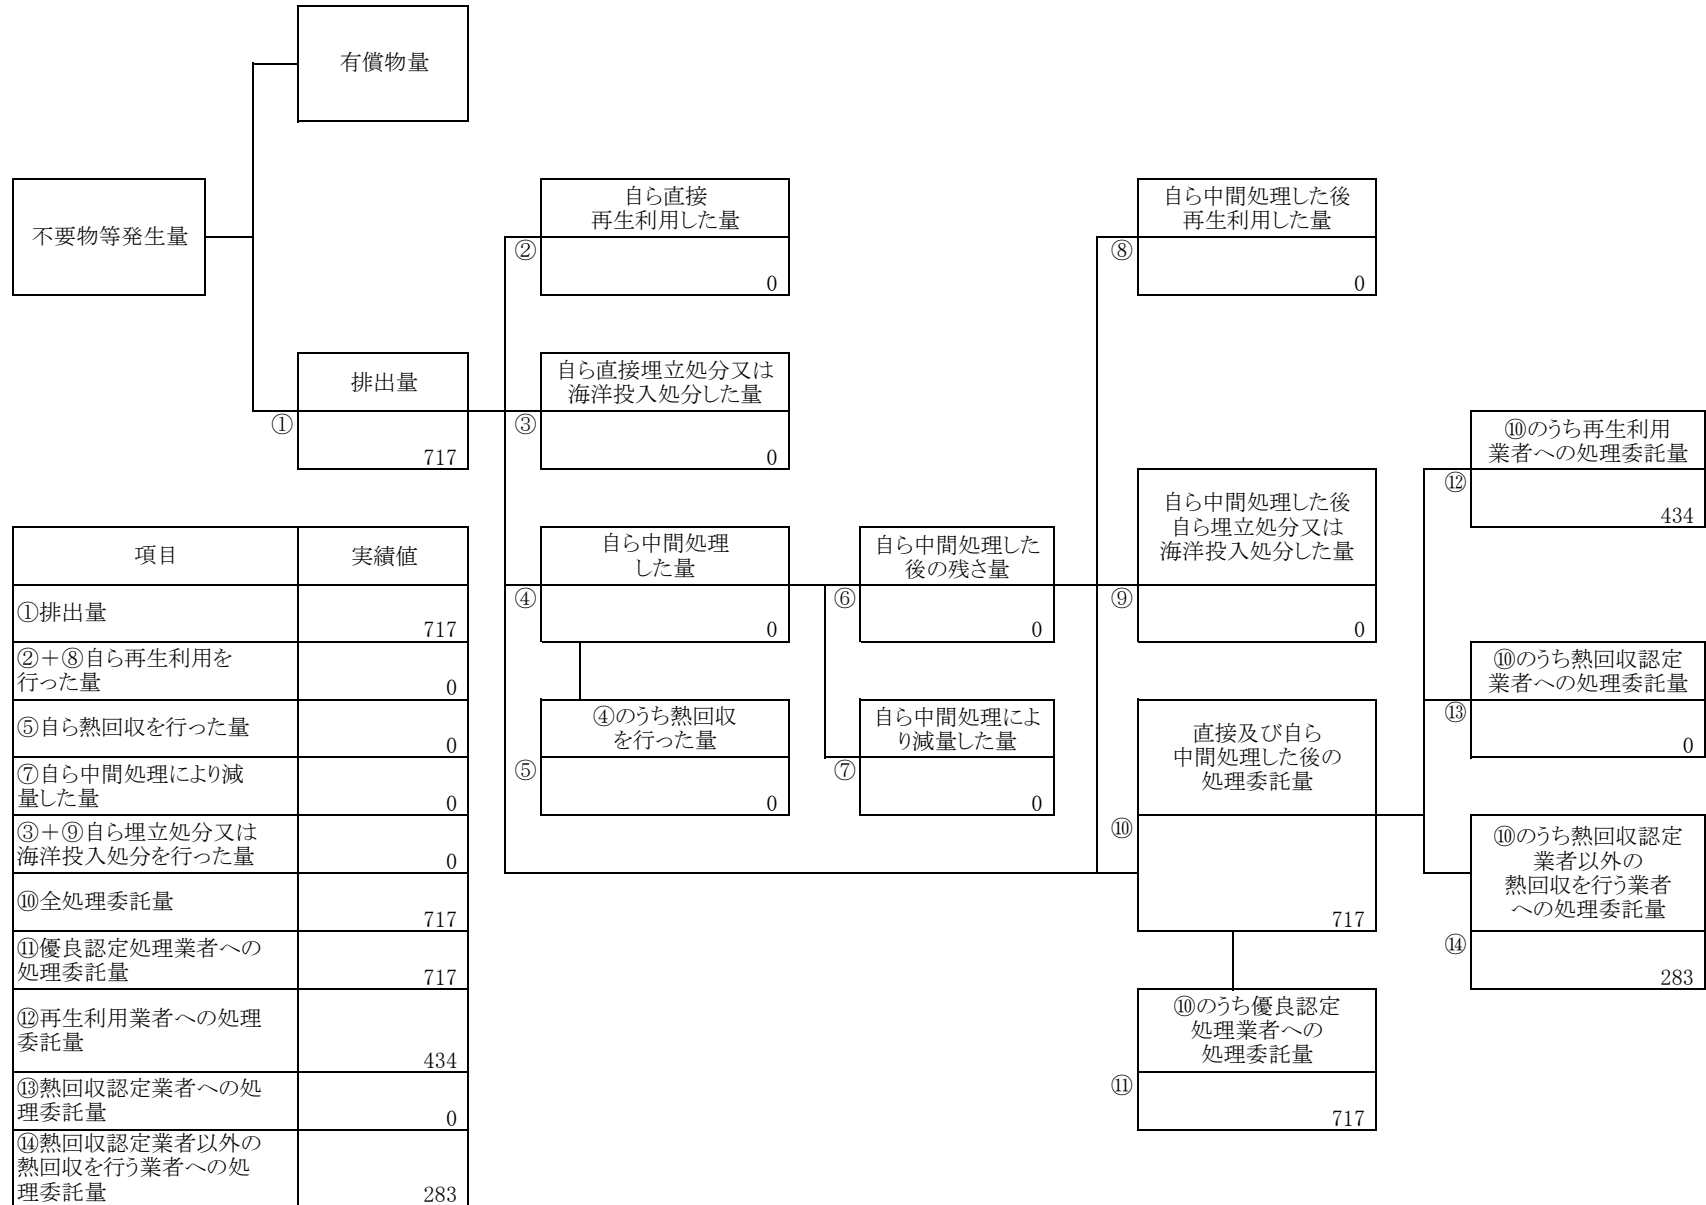 有償物量
不要物等発生量
自ら直接
再生利用した量
②
0
自ら中間処理した後
再生利用した量
⑧
0
排出量
①
717
自ら直接埋立処分又は
海洋投入処分した量
③
0
⑩のうち再生利用
業者への処理委託量
⑫
434
自ら中間処理
した量
④
0
自ら中間処理した
後の残さ量
⑥
0
自ら中間処理した後
自ら埋立処分又は
海洋投入処分した量
⑨
0
⑩のうち熱回収認定
業者への処理委託量
⑬
0
④のうち熱回収
を行った量
⑤
0
自ら中間処理によ
り減量した量
⑦
0
直接及び自ら
中間処理した後の
処理委託量
⑩
717
⑩のうち熱回収認定
業者以外の
熱回収を行う業者
への処理委託量
⑭
283
⑩のうち優良認定
処理業者への
処理委託量
⑪
717
項目 実績値
①排出量
717
②＋⑧自ら再生利用を
行った量 0
⑤自ら熱回収を行った量
0
⑦自ら中間処理により減
量した量 0
③＋⑨自ら埋立処分又は
海洋投入処分を行った量 0
⑩全処理委託量
717
⑪優良認定処理業者への
処理委託量 717
⑫再生利用業者への処理
委託量
434
⑬熱回収認定業者への処
理委託量 0
⑭熱回収認定業者以外の
熱回収を行う業者への処
理委託量 283